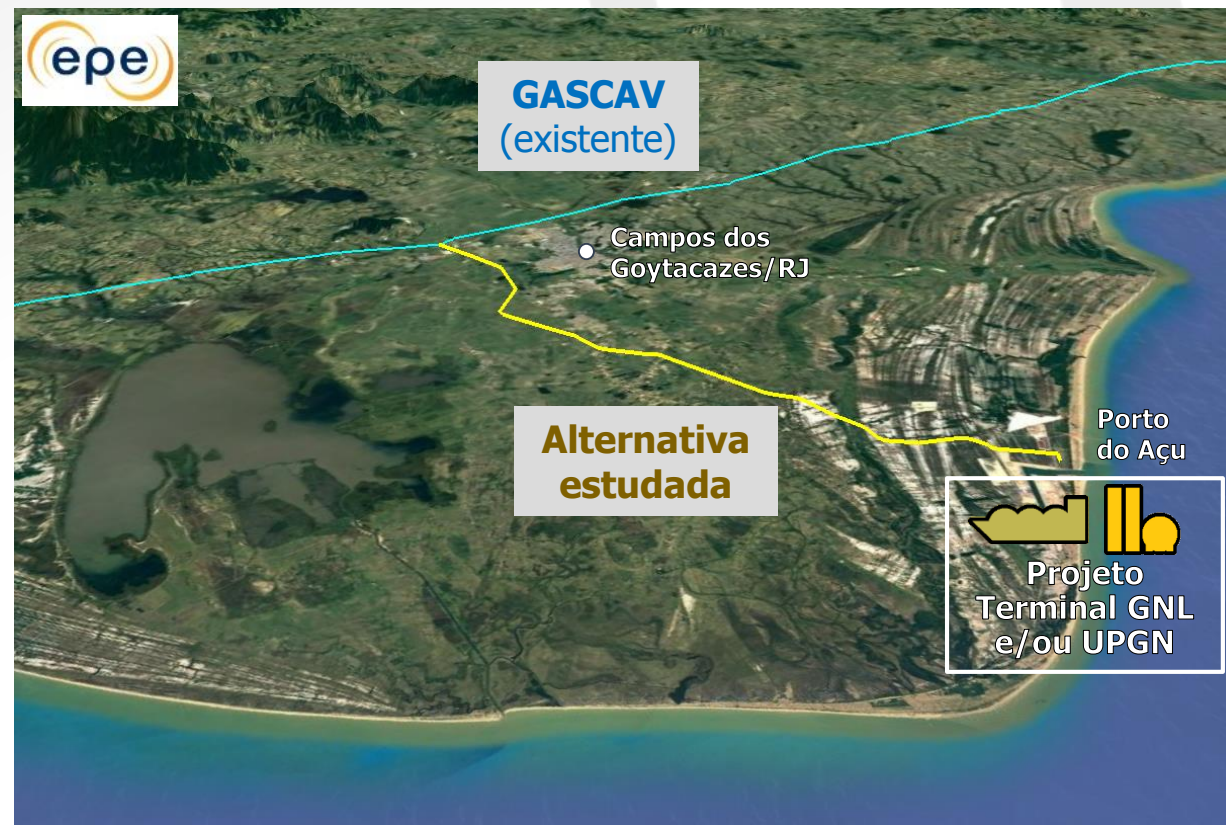 epe
GASCAV
(existente)
Campos dos
Goytacazes/RJ
Alternativa
estudada
Porto
do Açu
Projeto
Terminal GNL
e/ou UPGN